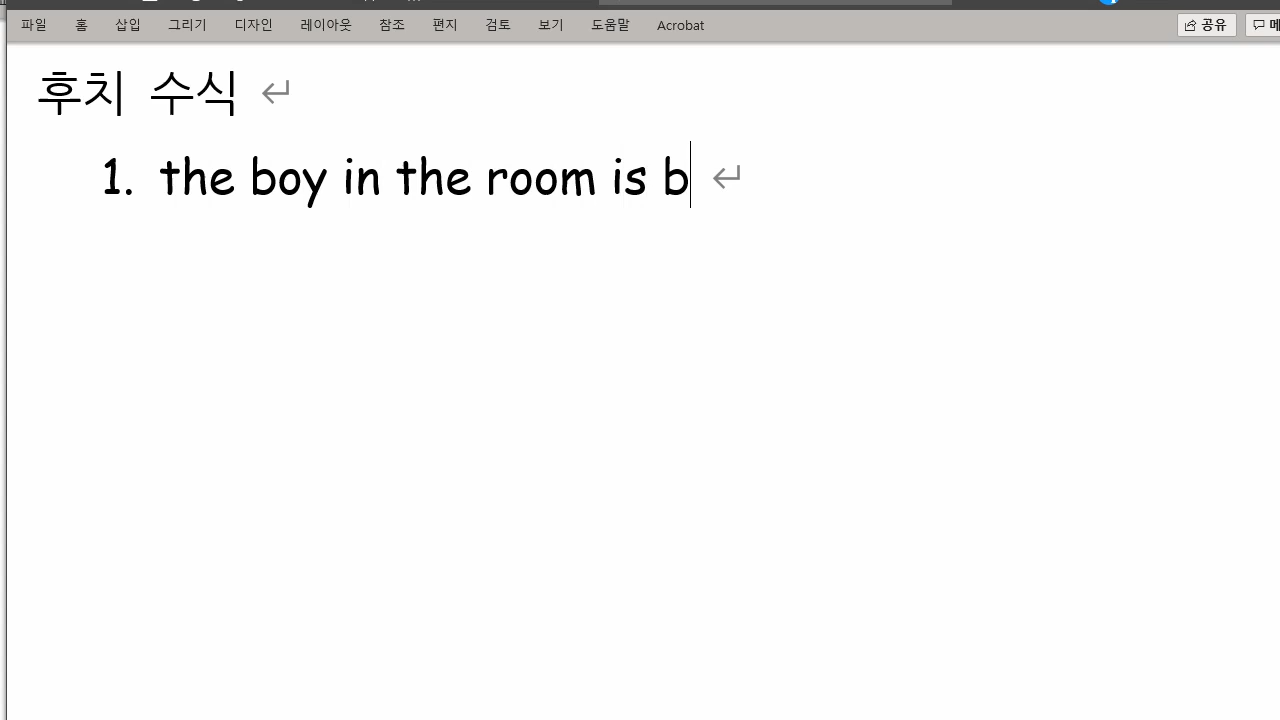 파일 홈 삽입 그리기 디자인 레이아웃 참조 편지 검토 보기 도움말 Acrobat 공유
후치 수식
1. the boy in the room is b